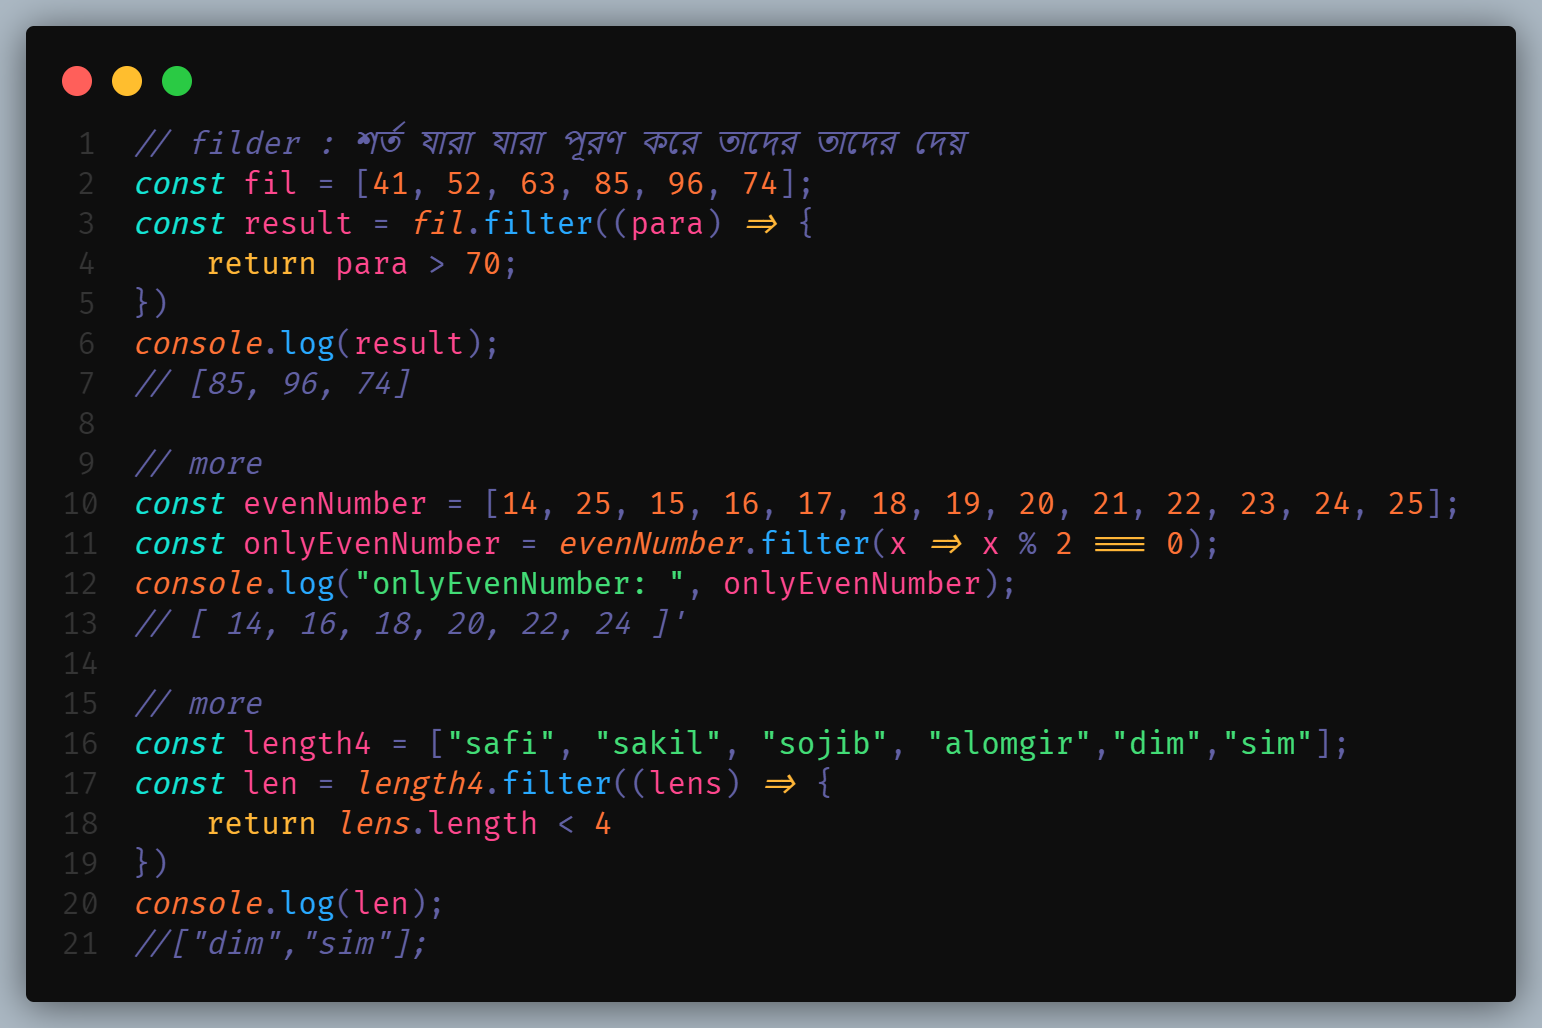 1 // filder : শর্ত যারা যারা পূরণ করে তাদের তাদের দেয়
2 const fil = [41, 52, 63, 85, 96, 74];
3 const result = fil.filter((para) => {
4     return para > 70;
5 })
6 console.log(result);
7 // [85, 96, 74]
8
9 // more
10 const evenNumber = [14, 25, 15, 16, 17, 18, 19, 20, 21, 22, 23, 24, 25];
11 const onlyEvenNumber = evenNumber.filter(x => x % 2 === 0);
12 console.log("onlyEvenNumber: ", onlyEvenNumber);
13 // [ 14, 16, 18, 20, 22, 24 ]'
14
15 // more
16 const length4 = ["safi", "sakil", "sojib", "alomgir","dim","sim"];
17 const len = length4.filter((lens) => {
18     return lens.length < 4
19 })
20 console.log(len);
21 //["dim","sim"];